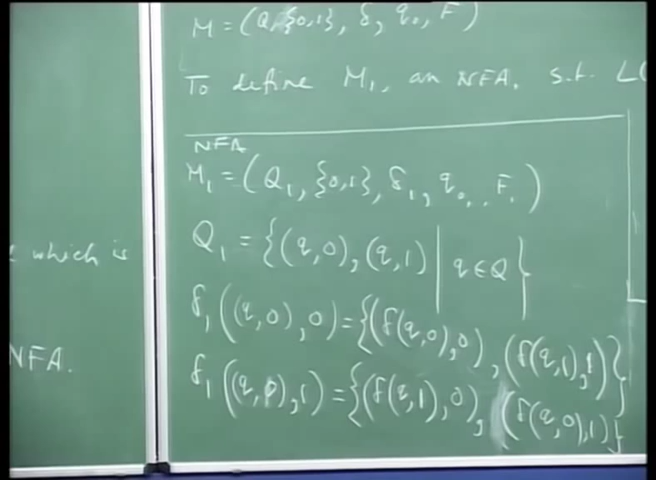 M = (Q, {0,1}, δ, q₀, F)
To define M₁, an NFA, s.t. L(
NFA
M₁ = (Q₁, {0,1}, δ₁, q₀, F₁)
Q₁ = {(q,0), (q,1) | q ∈ Q}
δ₁((q,0),0) = {(δ(q,0),0), (δ(q,1),1)}
δ₁((q,0),1) = {(δ(q,1),0), (δ(q,0),1)}
which is
NFA.